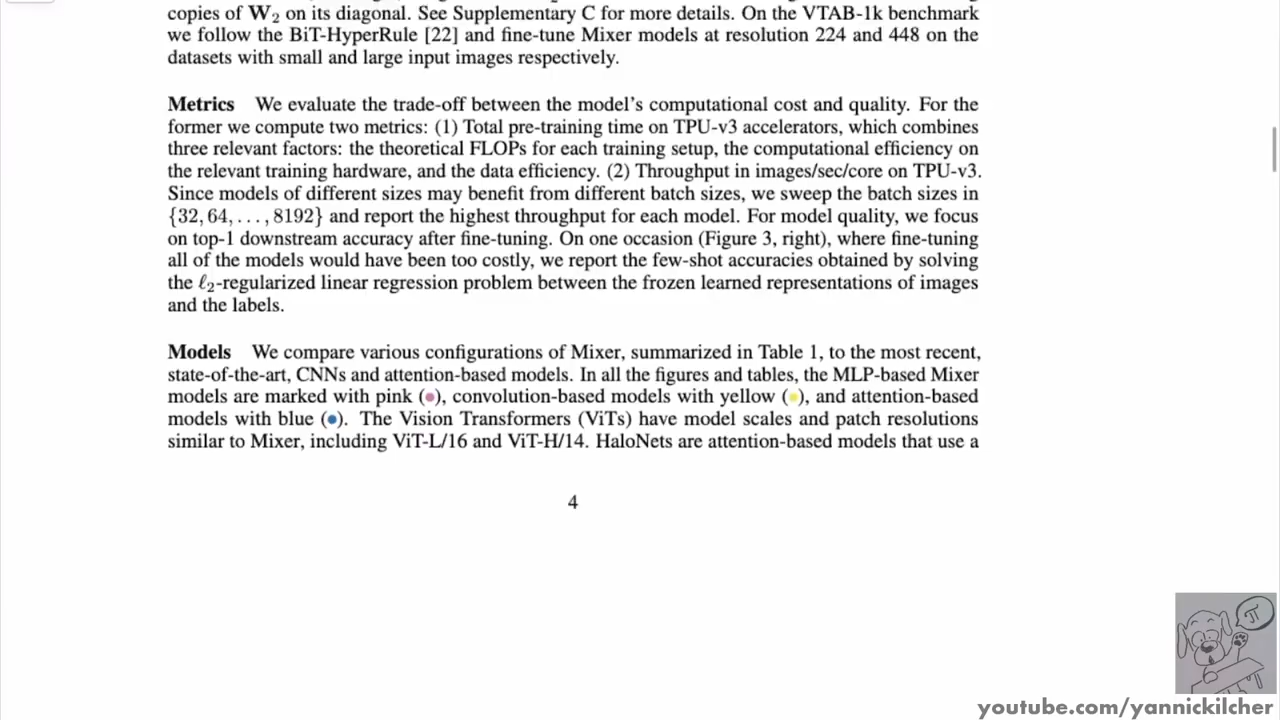 copies of W₂ on its diagonal. See Supplementary C for more details. On the VTAB-1k benchmark
we follow the BiT-HyperRule [22] and fine-tune Mixer models at resolution 224 and 448 on the
datasets with small and large input images respectively.
Metrics We evaluate the trade-off between the model's computational cost and quality. For the
former we compute two metrics: (1) Total pre-training time on TPU-v3 accelerators, which combines
three relevant factors: the theoretical FLOPs for each training setup, the computational efficiency on
the relevant training hardware, and the data efficiency. (2) Throughput in images/sec/core on TPU-v3.
Since models of different sizes may benefit from different batch sizes, we sweep the batch sizes in
{32, 64, . . . , 8192} and report the highest throughput for each model. For model quality, we focus
on top-1 downstream accuracy after fine-tuning. On one occasion (Figure 3, right), where fine-tuning
all of the models would have been too costly, we report the few-shot accuracies obtained by solving
the ℓ₂-regularized linear regression problem between the frozen learned representations of images
and the labels.
Models We compare various configurations of Mixer, summarized in Table 1, to the most recent,
state-of-the-art, CNNs and attention-based models. In all the figures and tables, the MLP-based Mixer
models are marked with pink (●), convolution-based models with yellow (●), and attention-based
models with blue (●). The Vision Transformers (ViTs) have model scales and patch resolutions
similar to Mixer, including ViT-L/16 and ViT-H/14. HaloNets are attention-based models that use a
4
π
youtube.com/yannickilcher